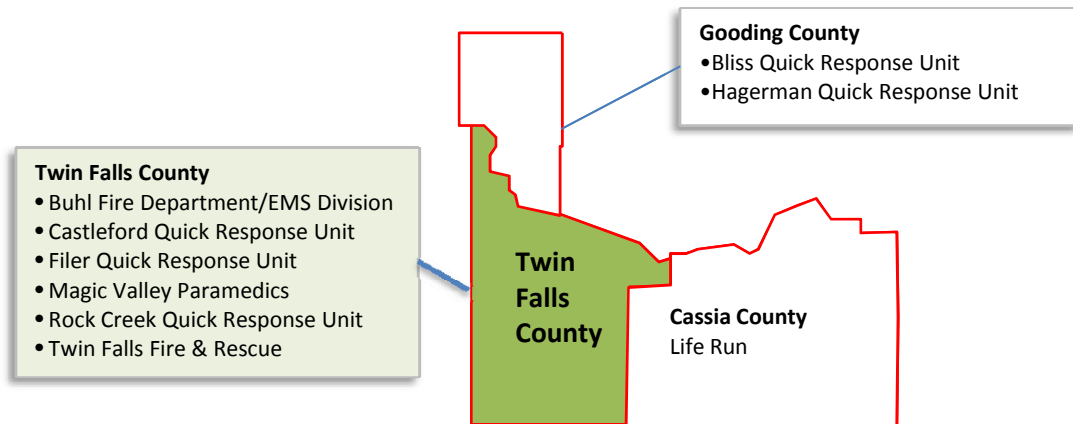 Gooding County
•Bliss Quick Response Unit
•Hagerman Quick Response Unit
Twin Falls County
• Buhl Fire Department/EMS Division
• Castleford Quick Response Unit
• Filer Quick Response Unit
• Magic Valley Paramedics
• Rock Creek Quick Response Unit
• Twin Falls Fire & Rescue
Twin
Falls
County
Cassia County
Life Run